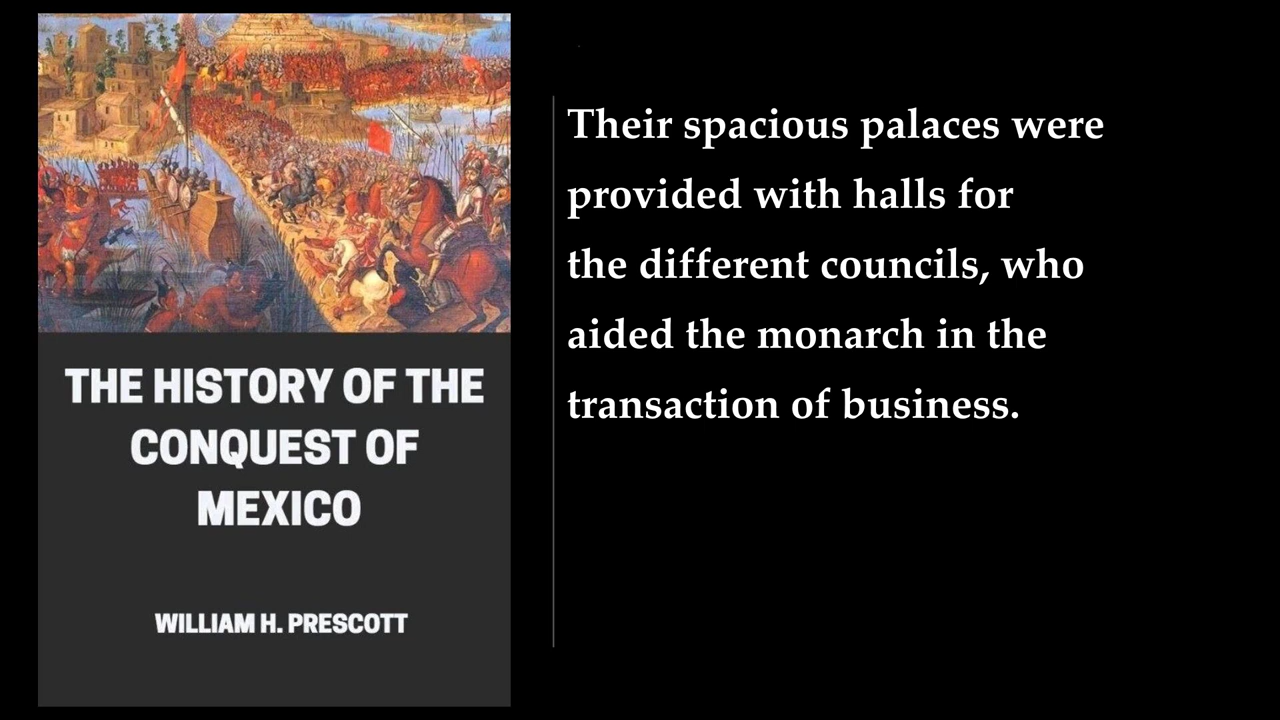 THE HISTORY OF THE
CONQUEST OF
MEXICO
WILLIAM H. PRESCOTT
Their spacious palaces were
provided with halls for
the different councils, who
aided the monarch in the
transaction of business.